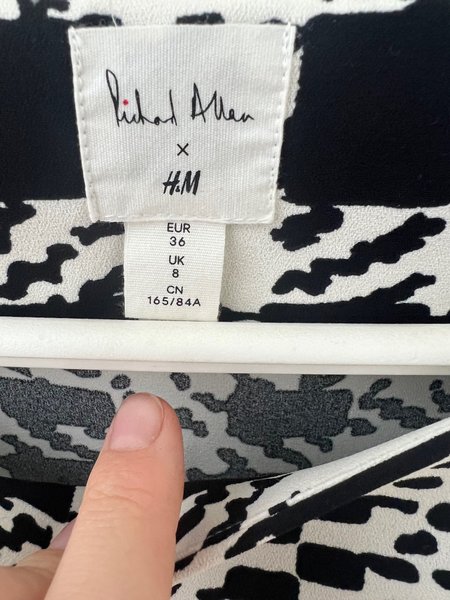 Richard Allan
×
H&M
EUR
36
UK
8
CN
165/84A